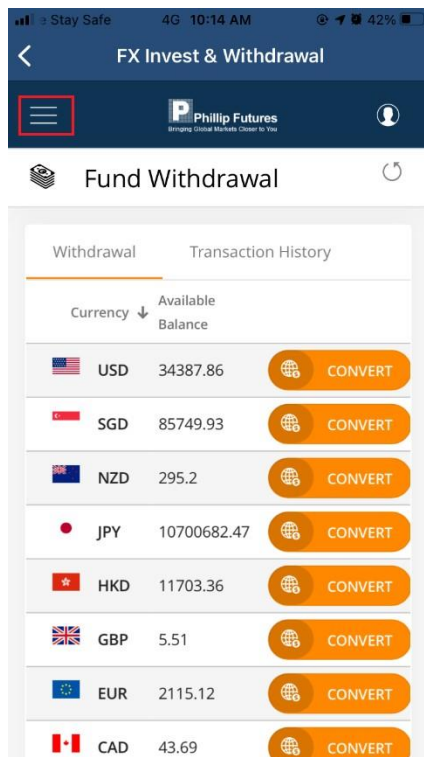 e Stay Safe 4G 10:14 AM 42%
FX Invest & Withdrawal
P Phillip Futures
Bringing Global Markets Closer to You
Fund Withdrawal
Withdrawal Transaction History
Currency Available Balance
USD 34387.86 CONVERT
SGD 85749.93 CONVERT
NZD 295.2 CONVERT
JPY 10700682.47 CONVERT
HKD 11703.36 CONVERT
GBP 5.51 CONVERT
EUR 2115.12 CONVERT
CAD 43.69 CONVERT